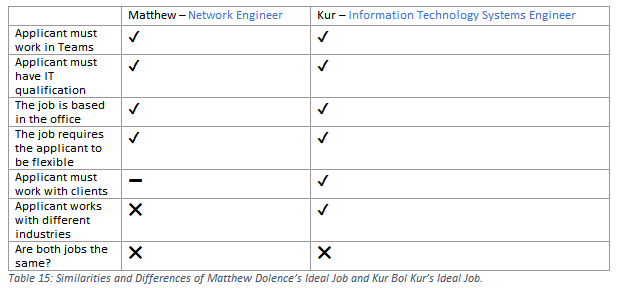 Matthew – Network Engineer Kur – Information Technology Systems Engineer
Applicant must
work in Teams ✓ ✓
Applicant must
have IT
qualification ✓ ✓
The job is based
in the office ✓ ✓
The job requires
the applicant to
be flexible ✓ ✓
Applicant must
work with clients – ✓
Applicant works
with different
industries ✕ ✓
Are both jobs the
same? ✕ ✕
Table 15: Similarities and Differences of Matthew Dolence's Ideal Job and Kur Bol Kur's Ideal Job.